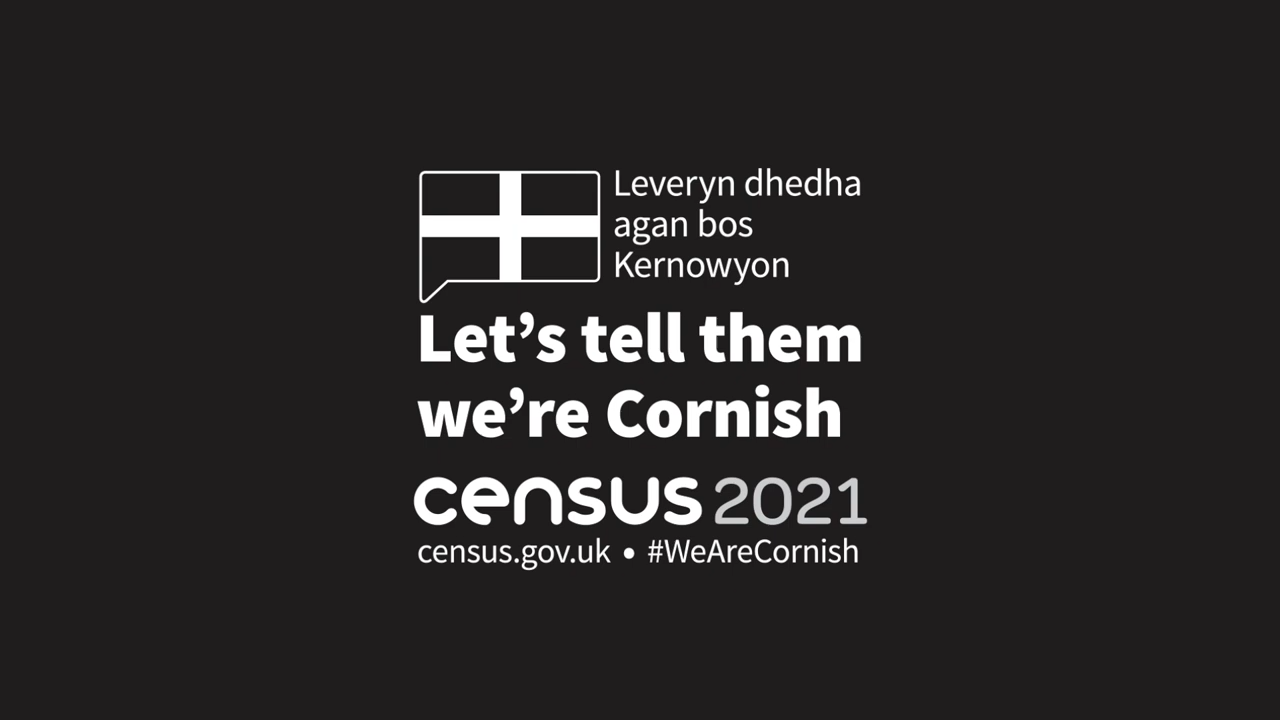 Leveryn dhedha
agan bos
Kernowyon
Let’s tell them
we’re Cornish
census 2021
census.gov.uk • #WeAreCornish